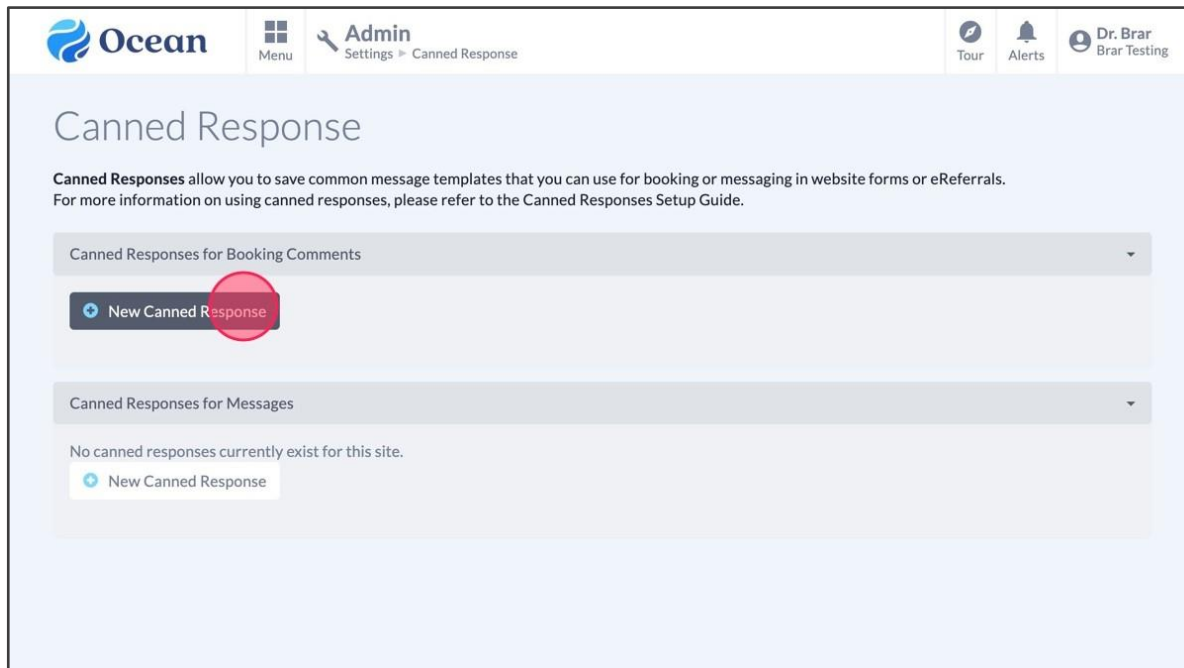 Ocean
Menu
Admin
Settings ▶ Canned Response
Tour
Alerts
Dr. Brar
Brar Testing
Canned Response
Canned Responses allow you to save common message templates that you can use for booking or messaging in website forms or eReferrals.
For more information on using canned responses, please refer to the Canned Responses Setup Guide.
Canned Responses for Booking Comments
New Canned Response
Canned Responses for Messages
No canned responses currently exist for this site.
New Canned Response